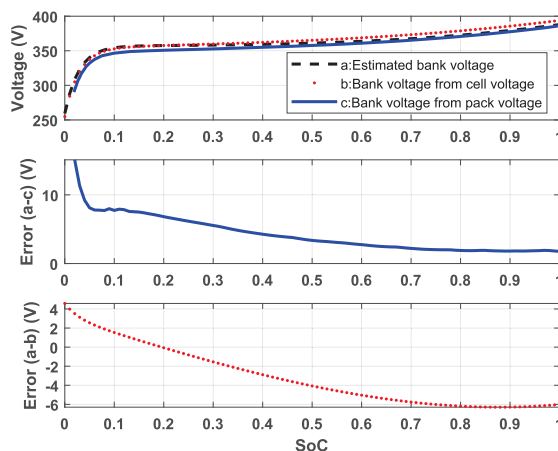 Voltage (V)
400
350
300
250
a:Estimated bank voltage
b:Bank voltage from cell voltage
c:Bank voltage from pack voltage
0 0.1 0.2 0.3 0.4 0.5 0.6 0.7 0.8 0.9 1
Error (a-c) (V)
10
0
0 0.1 0.2 0.3 0.4 0.5 0.6 0.7 0.8 0.9 1
Error (a-b) (V)
4
2
0
-2
-4
-6
0 0.1 0.2 0.3 0.4 0.5 0.6 0.7 0.8 0.9 1
SoC